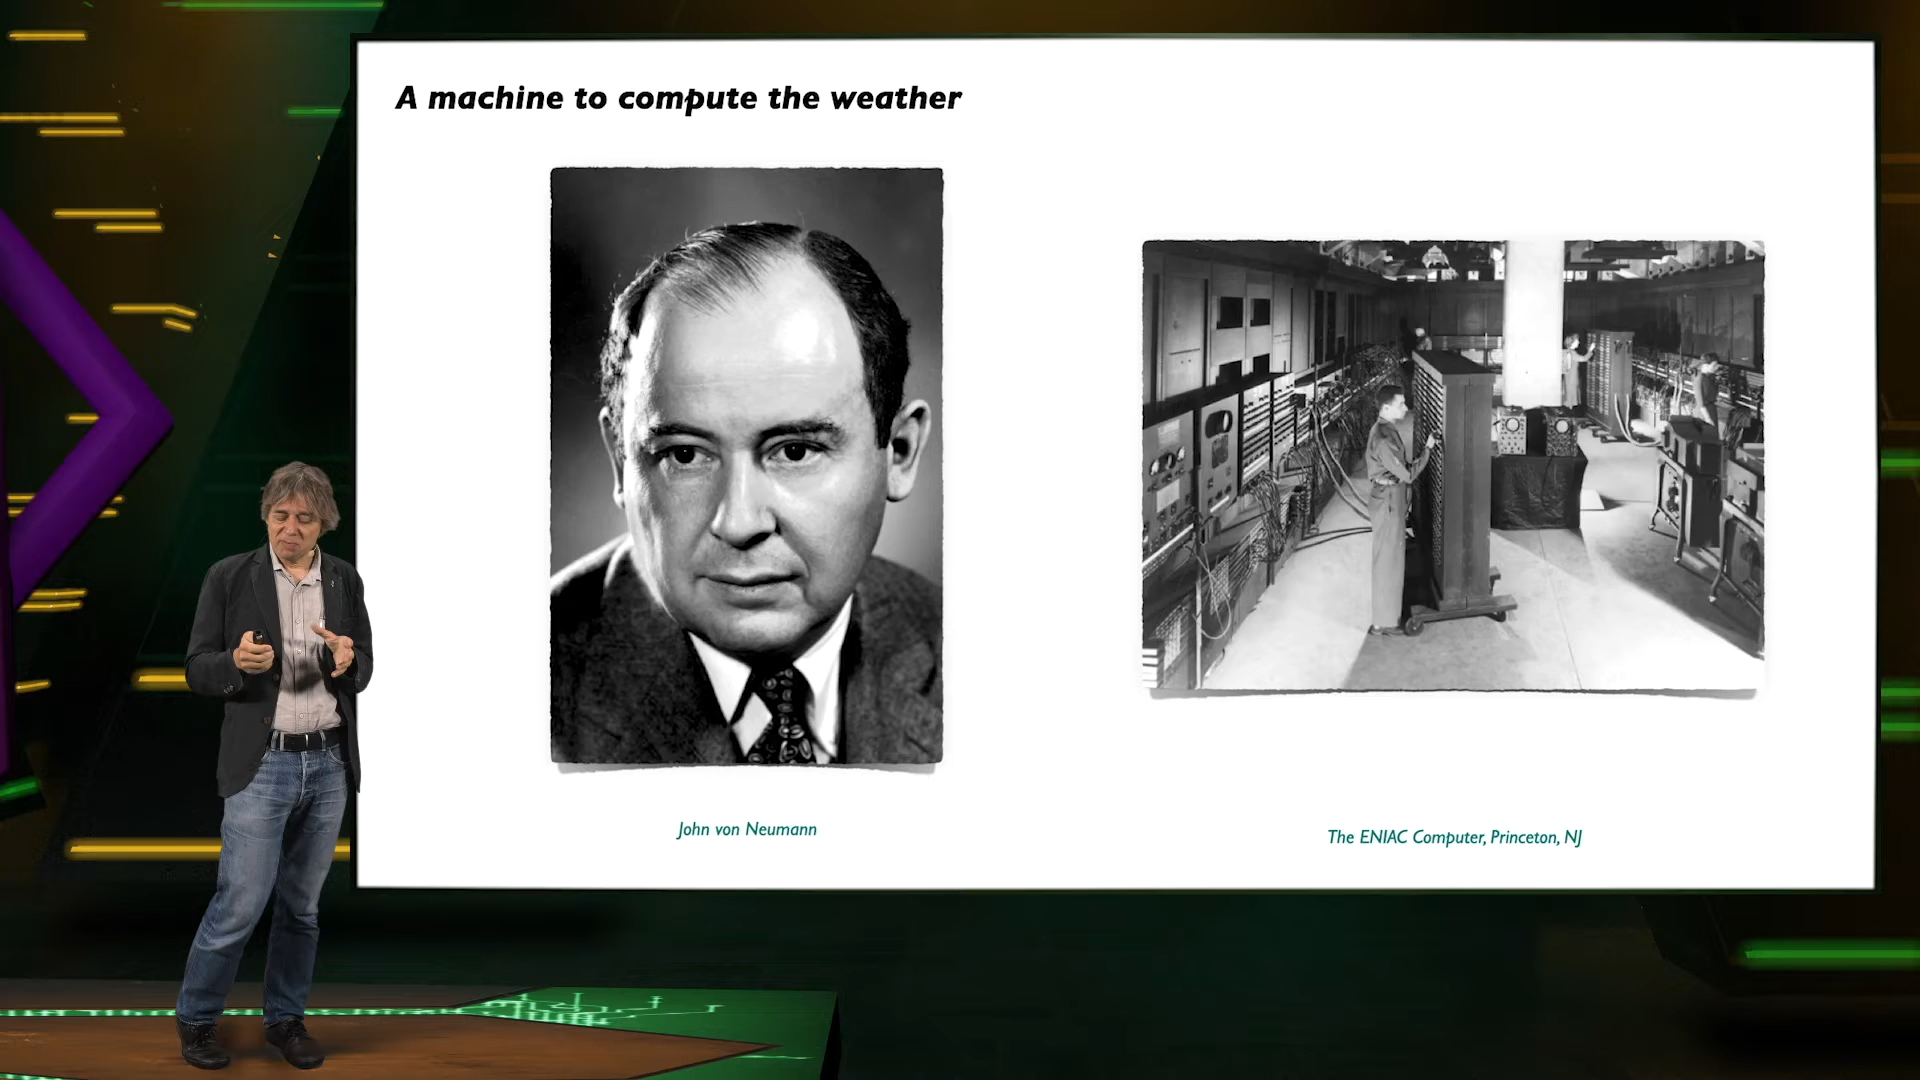 A machine to compute the weather
John von Neumann
The ENIAC Computer, Princeton, NJ